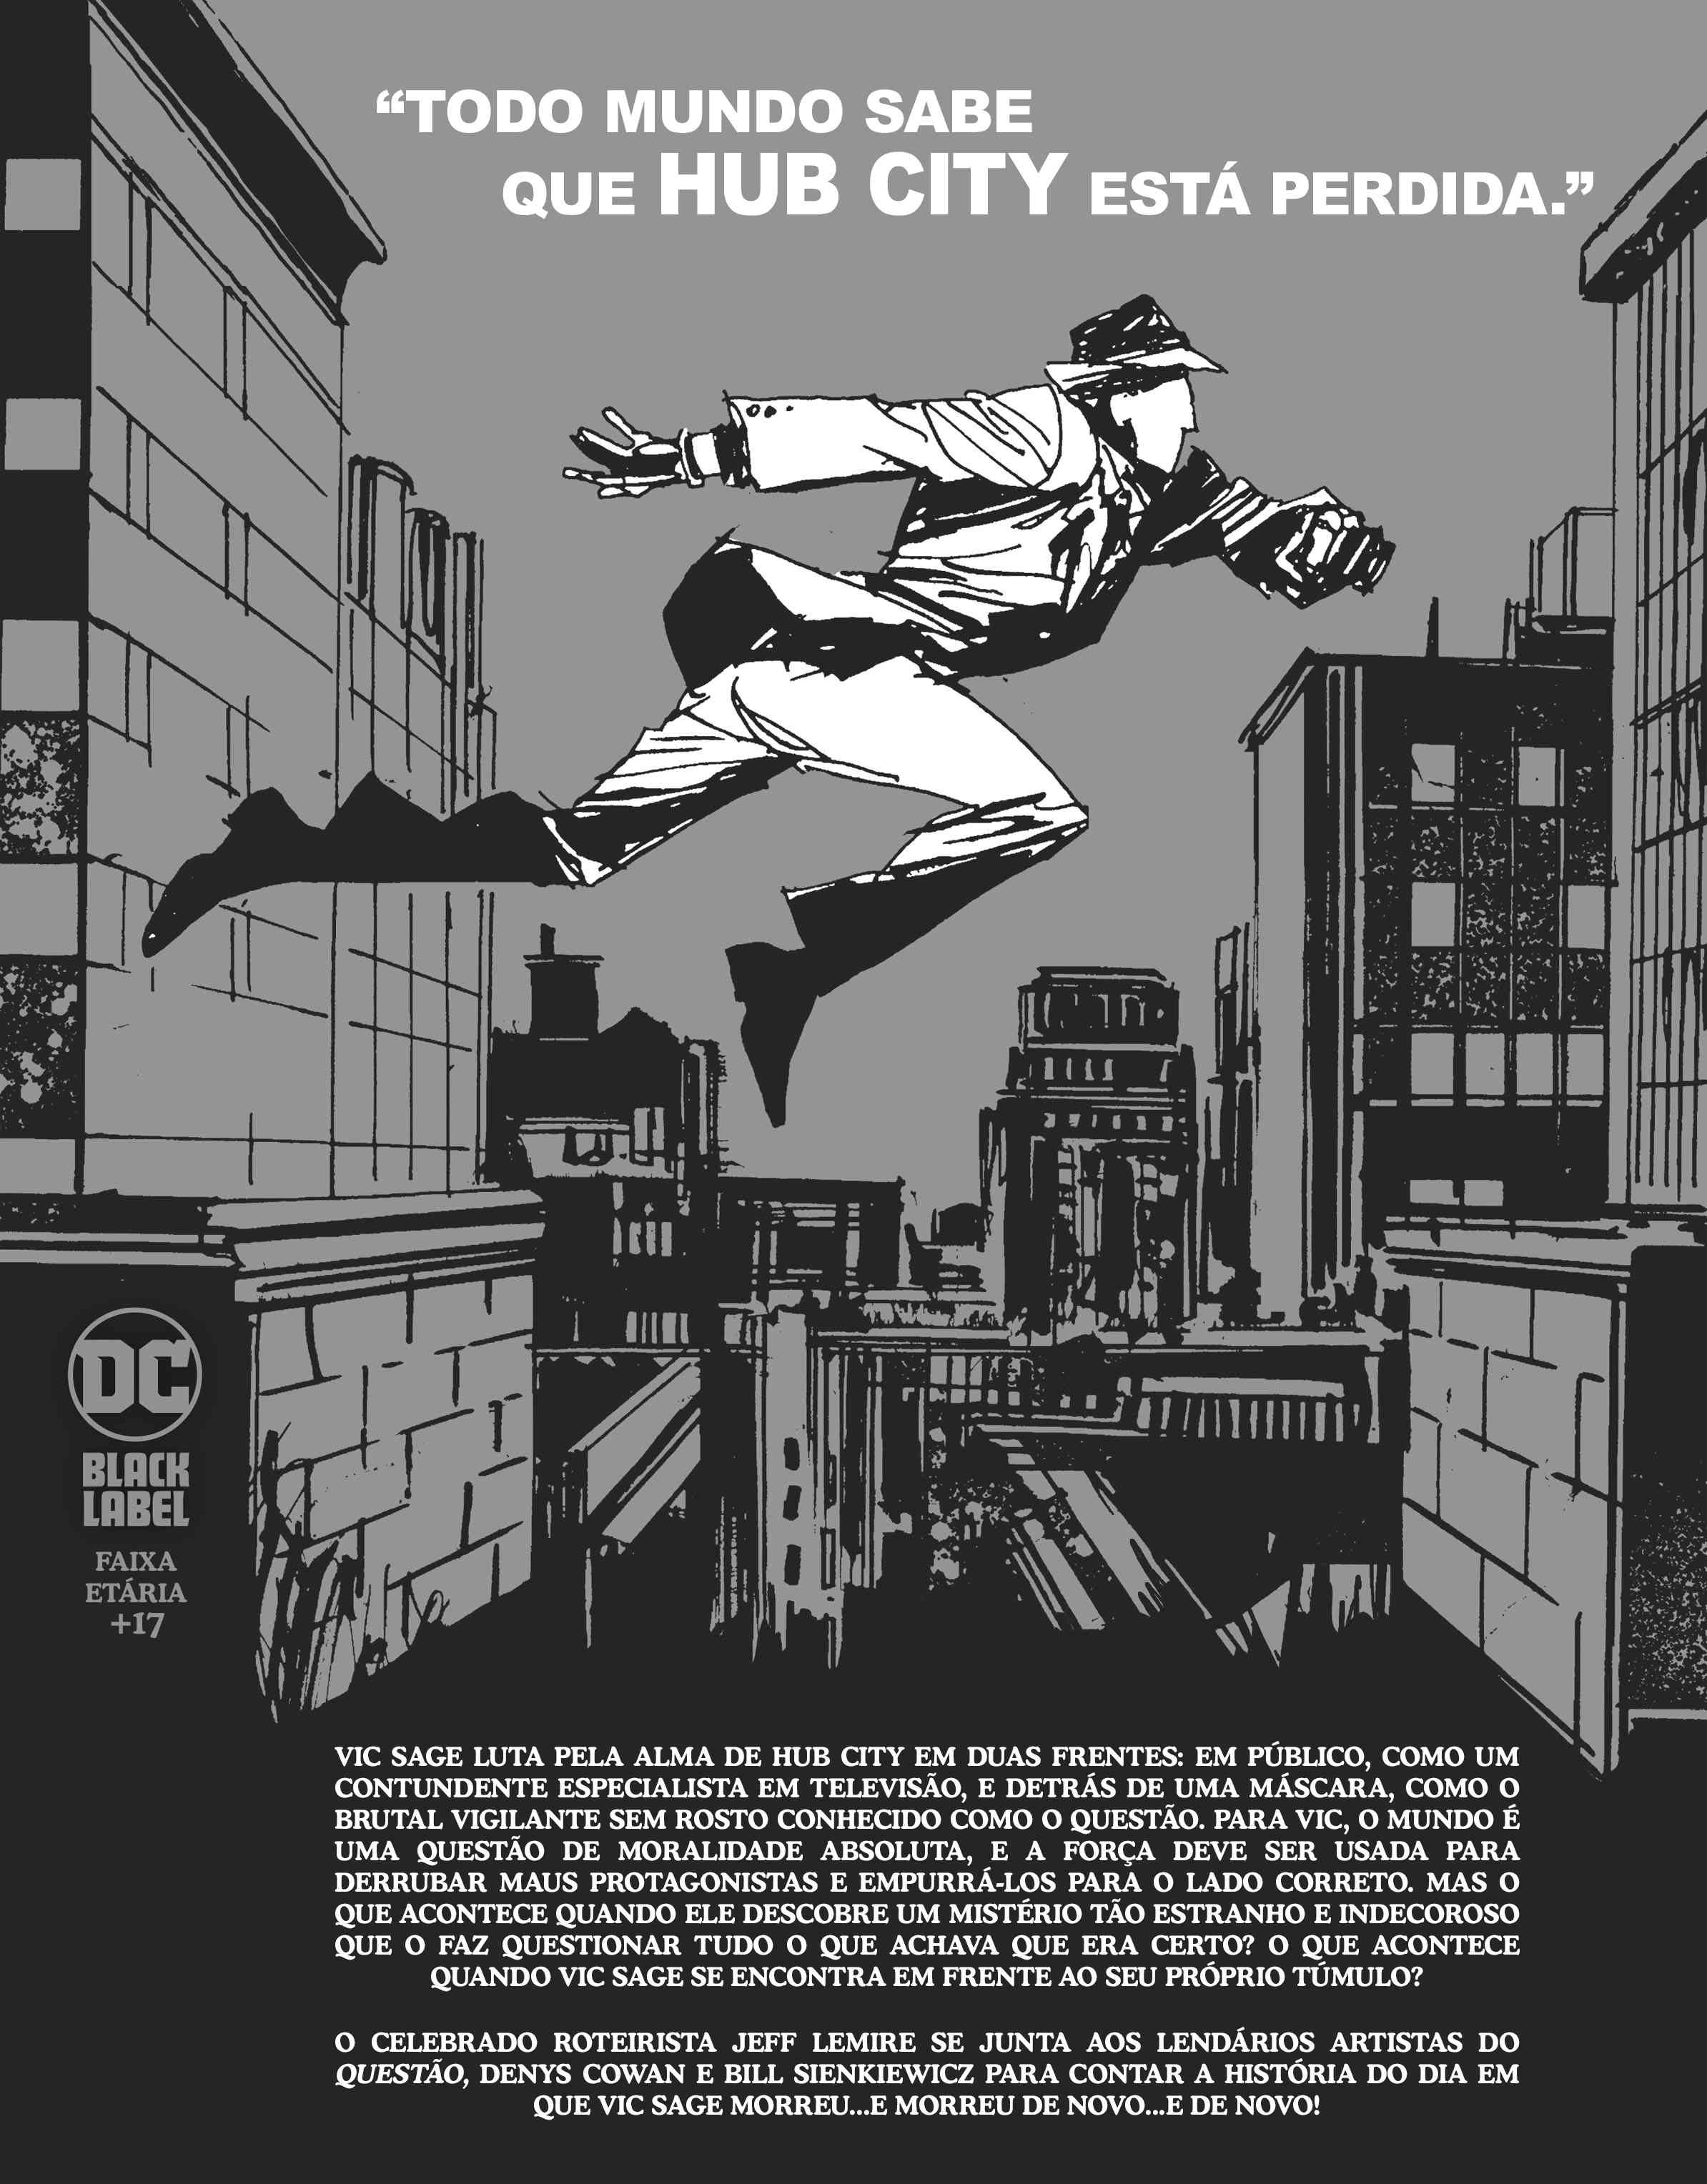 “TODO MUNDO SABE
QUE HUB CITY ESTÁ PERDIDA.”
DC
BLACK
LABEL
FAIXA
ETÁRIA
+17
VIC SAGE LUTA PELA ALMA DE HUB CITY EM DUAS FRENTES: EM PÚBLICO, COMO UM
CONTUNDENTE ESPECIALISTA EM TELEVISÃO, E DETRÁS DE UMA MÁSCARA, COMO O
BRUTAL VIGILANTE SEM ROSTO CONHECIDO COMO O QUESTÃO. PARA VIC, O MUNDO É
UMA QUESTÃO DE MORALIDADE ABSOLUTA, E A FORÇA DEVE SER USADA PARA
DERRUBAR MAUS PROTAGONISTAS E EMPURRÁ-LOS PARA O LADO CORRETO. MAS O
QUE ACONTECE QUANDO ELE DESCOBRE UM MISTÉRIO TÃO ESTRANHO E INDECOROSO
QUE O FAZ QUESTIONAR TUDO O QUE ACHAVA QUE ERA CERTO? O QUE ACONTECE
QUANDO VIC SAGE SE ENCONTRA EM FRENTE AO SEU PRÓPRIO TÚMULO?
O CELEBRADO ROTEIRISTA JEFF LEMIRE SE JUNTA AOS LENDÁRIOS ARTISTAS DO
QUESTÃO, DENYS COWAN E BILL SIENKIEWICZ PARA CONTAR A HISTÓRIA DO DIA EM
QUE VIC SAGE MORREU...E MORREU DE NOVO...E DE NOVO!